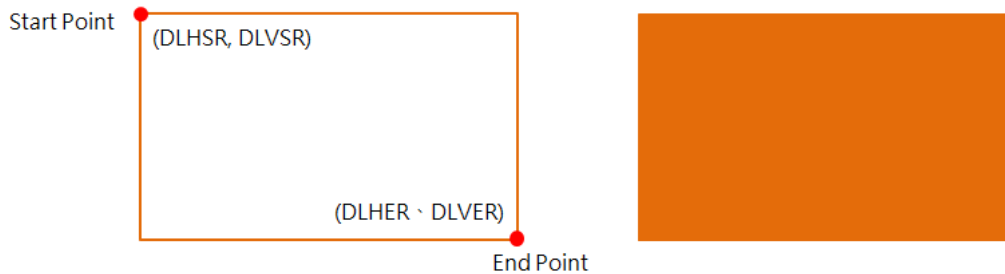 Start Point
(DLHSR, DLVSR)
(DLHER、DLVER)
End Point